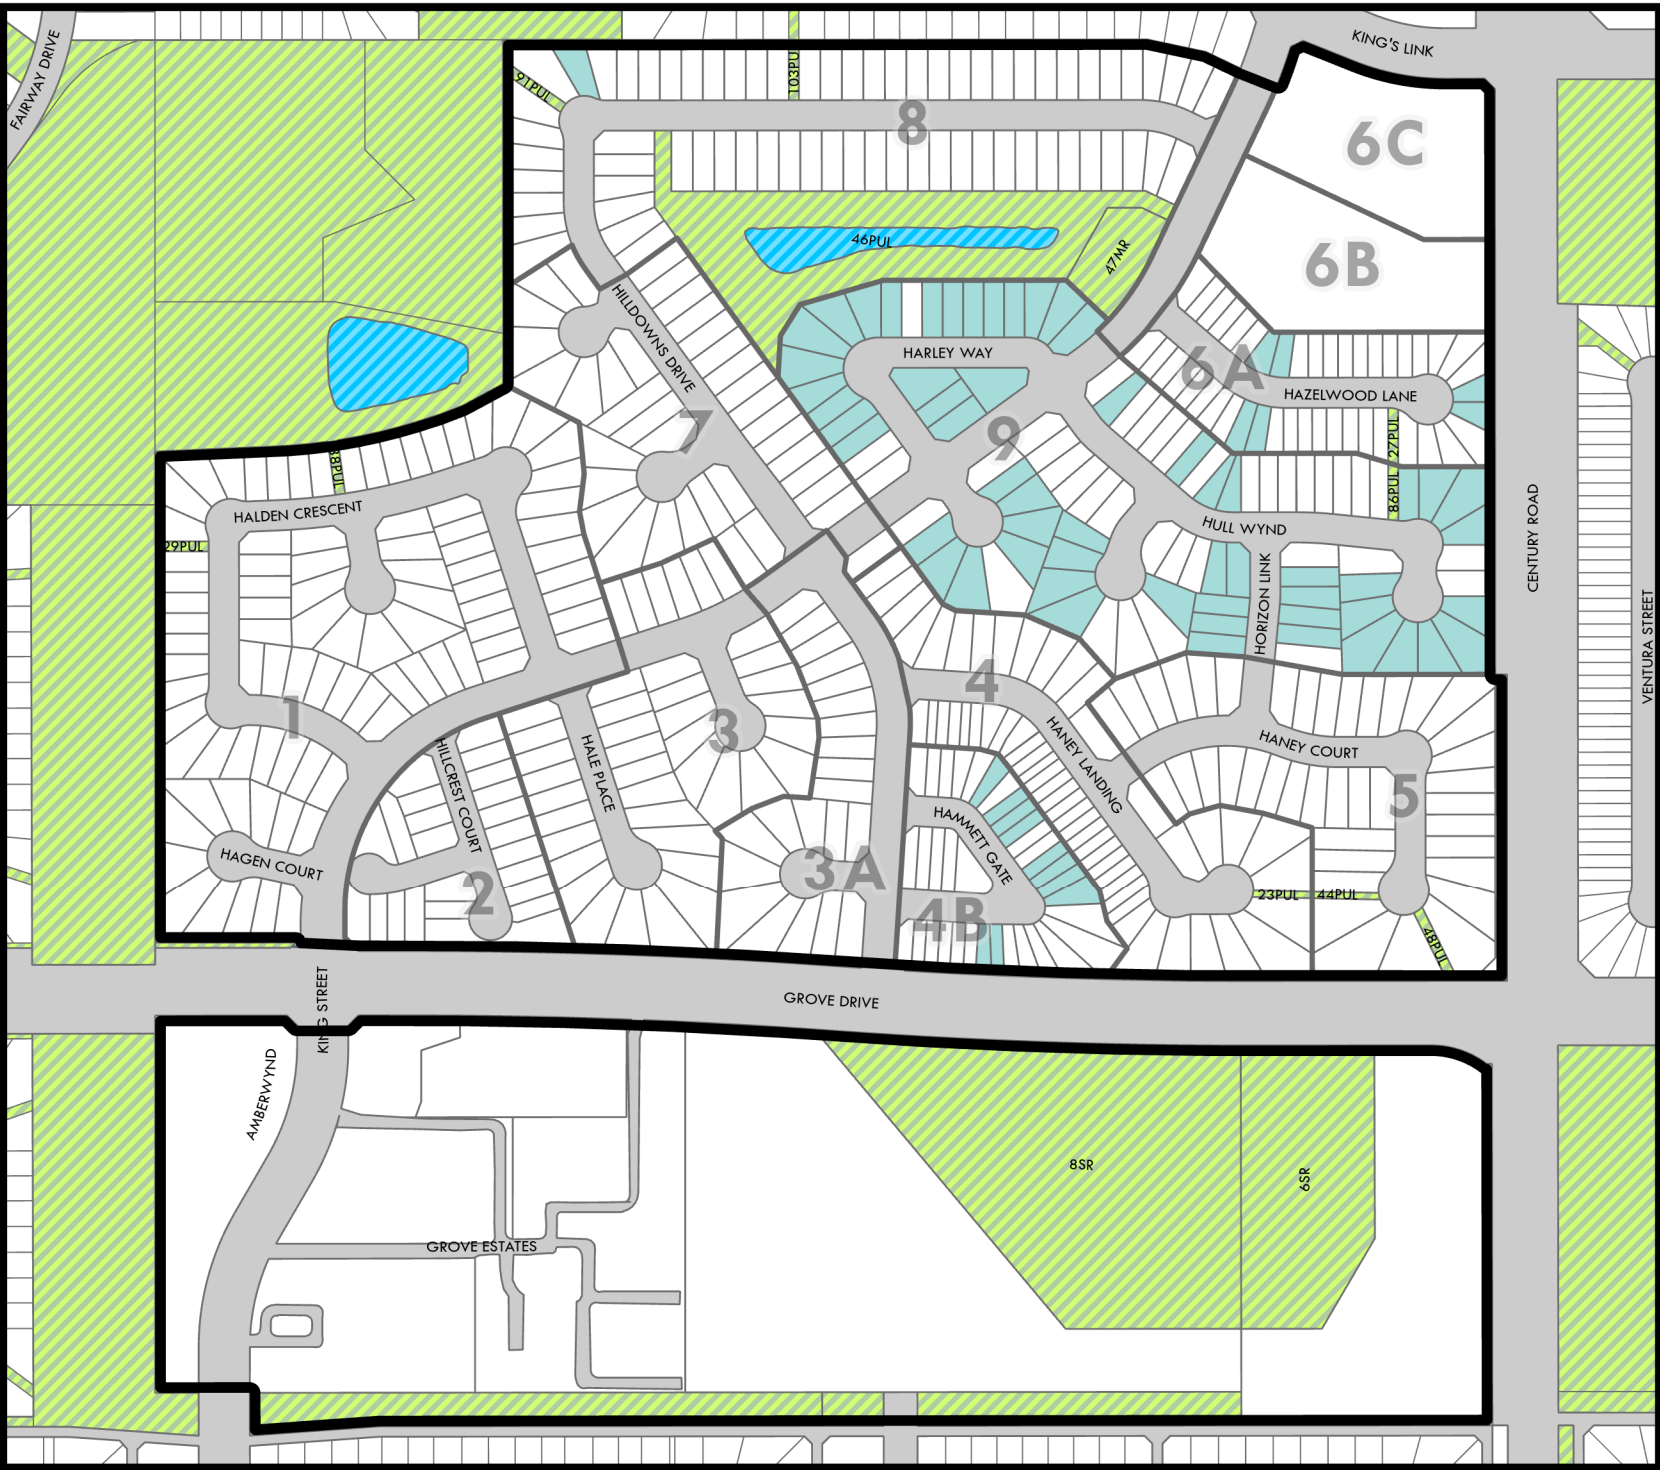 FAIRWAY DRIVE
KING'S LINK
91PUL
103PUL
8
6C
46PUL
47MR
6B
HILLDOWNS DRIVE
HARLEY WAY
6A
HAZELWOOD LANE
7
9
27PUL
86PUL
38PUL
HALDEN CRESCENT
29PUL
HULL WYND
HORIZON LINK
CENTURY ROAD
VENTURA STREET
4
1
3
HANEY LANDING
HANEY COURT
HILLCREST COURT
HALE PLACE
5
HAMMETT GATE
HAGEN COURT
3A
2
4B
23PUL
44PUL
48PUL
KING STREET
GROVE DRIVE
AMBERWYND
8SR
6SR
GROVE ESTATES